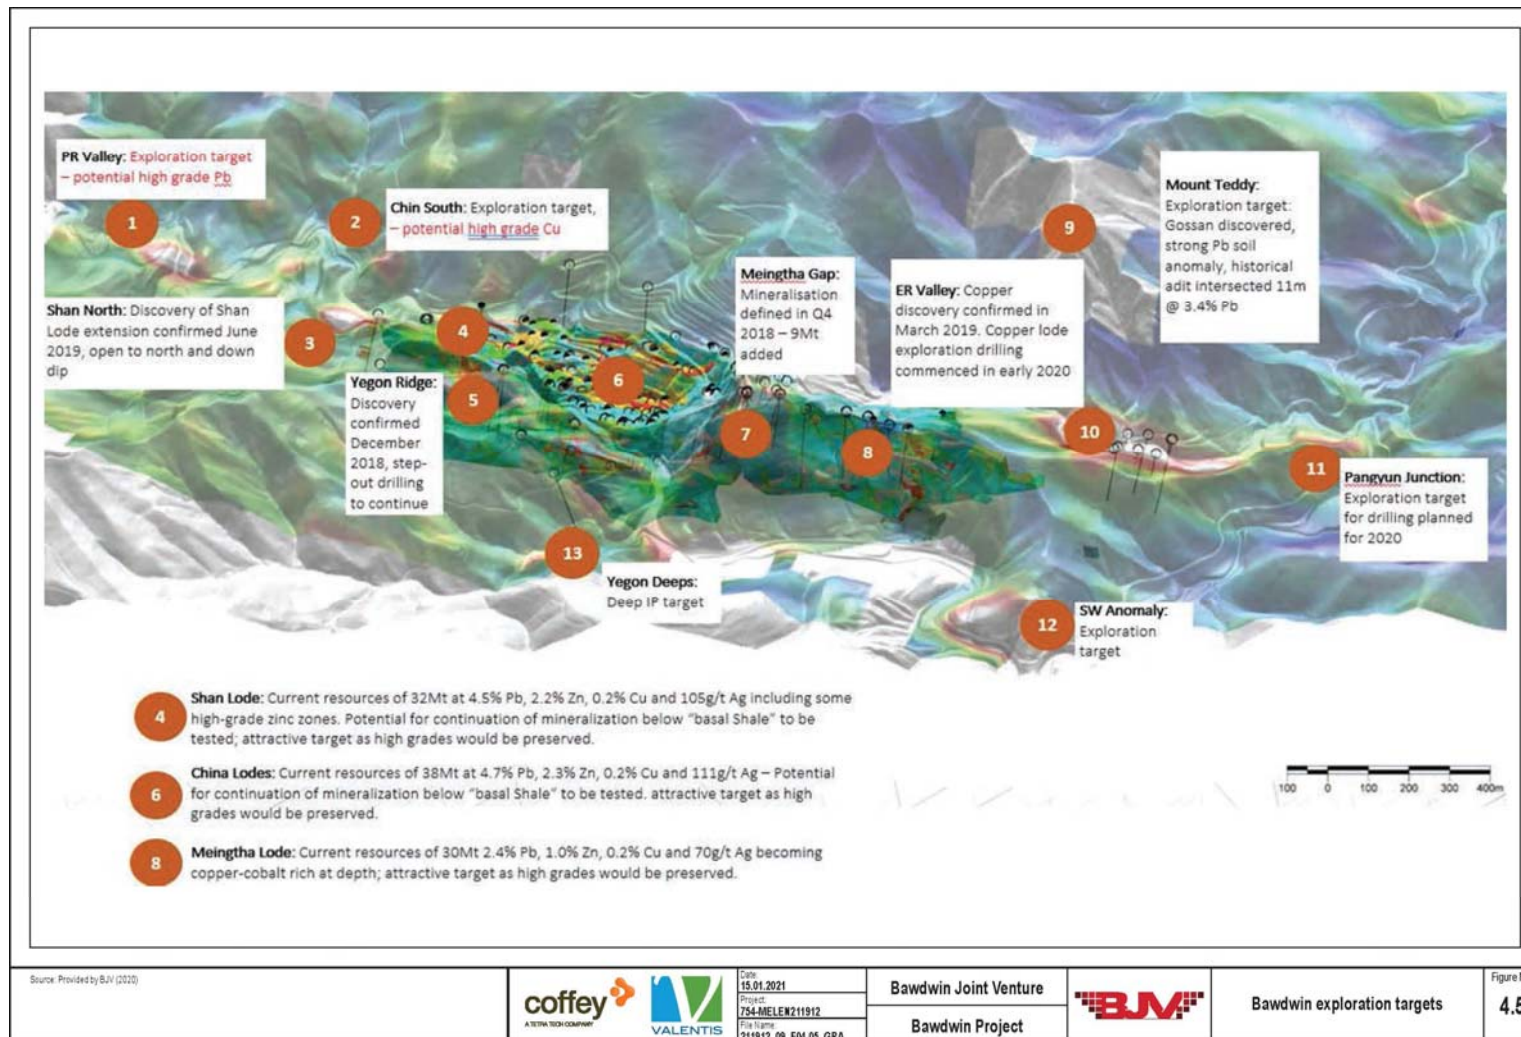 PR Valley: Exploration target
– potential high grade Pb
1
2
Chin South: Exploration target,
– potential high grade Cu
9
Mount Teddy:
Exploration target:
Gossan discovered,
strong Pb soil
anomaly, historical
adit intersected 11m
@ 3.4% Pb
Shan North: Discovery of Shan
Lode extension confirmed June
2019, open to north and down
dip
3
4
Meingtha Gap:
Mineralisation
defined in Q4
2018 – 9Mt
added
ER Valley: Copper
discovery confirmed in
March 2019. Copper lode
exploration drilling
commenced in early 2020
Yegon Ridge:
Discovery
confirmed
December
2018, step-
out drilling
to continue
5
6
7
8
10
11
Pangyun Junction:
Exploration target
for drilling planned
for 2020
13
Yegon Deeps:
Deep IP target
12
SW Anomaly:
Exploration
target
4
Shan Lode: Current resources of 32Mt at 4.5% Pb, 2.2% Zn, 0.2% Cu and 105g/t Ag including some
high-grade zinc zones. Potential for continuation of mineralization below “basal Shale” to be
tested; attractive target as high grades would be preserved.
6
China Lodes: Current resources of 38Mt at 4.7% Pb, 2.3% Zn, 0.2% Cu and 111g/t Ag – Potential
for continuation of mineralization below “basal Shale” to be tested. attractive target as high
grades would be preserved.
8
Meingtha Lode: Current resources of 30Mt 2.4% Pb, 1.0% Zn, 0.2% Cu and 70g/t Ag becoming
copper-cobalt rich at depth; attractive target as high grades would be preserved.
100 0 100 200 300 400m
Source: Provided by BJV (2020)
coffey
A TETRA TECH COMPANY
VALENTIS
Date:
15.01.2021
Project:
754-MELEN211912
File Name:
Bawdwin Joint Venture
Bawdwin Project
BJV
Bawdwin exploration targets
Figure
4.5